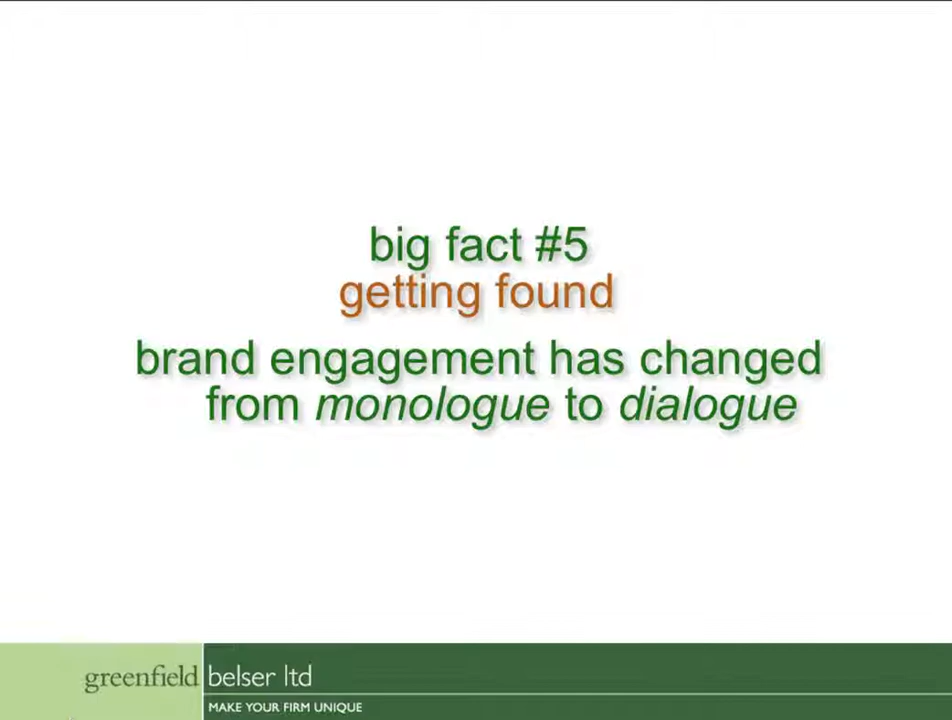 big fact #5
getting found
brand engagement has changed
from monologue to dialogue
greenfield belser ltd
MAKE YOUR FIRM UNIQUE